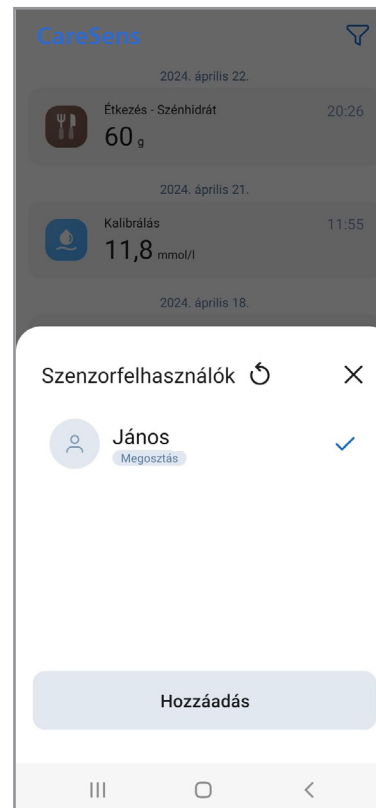 CareSens
2024. április 22.
Étkezés - Szénhidrát 20:26
60 g
2024. április 21.
Kalibrálás 11:55
11,8 mmol/l
2024. április 18.
Szenzorfelhasználók
János
Megosztás
Hozzáadás